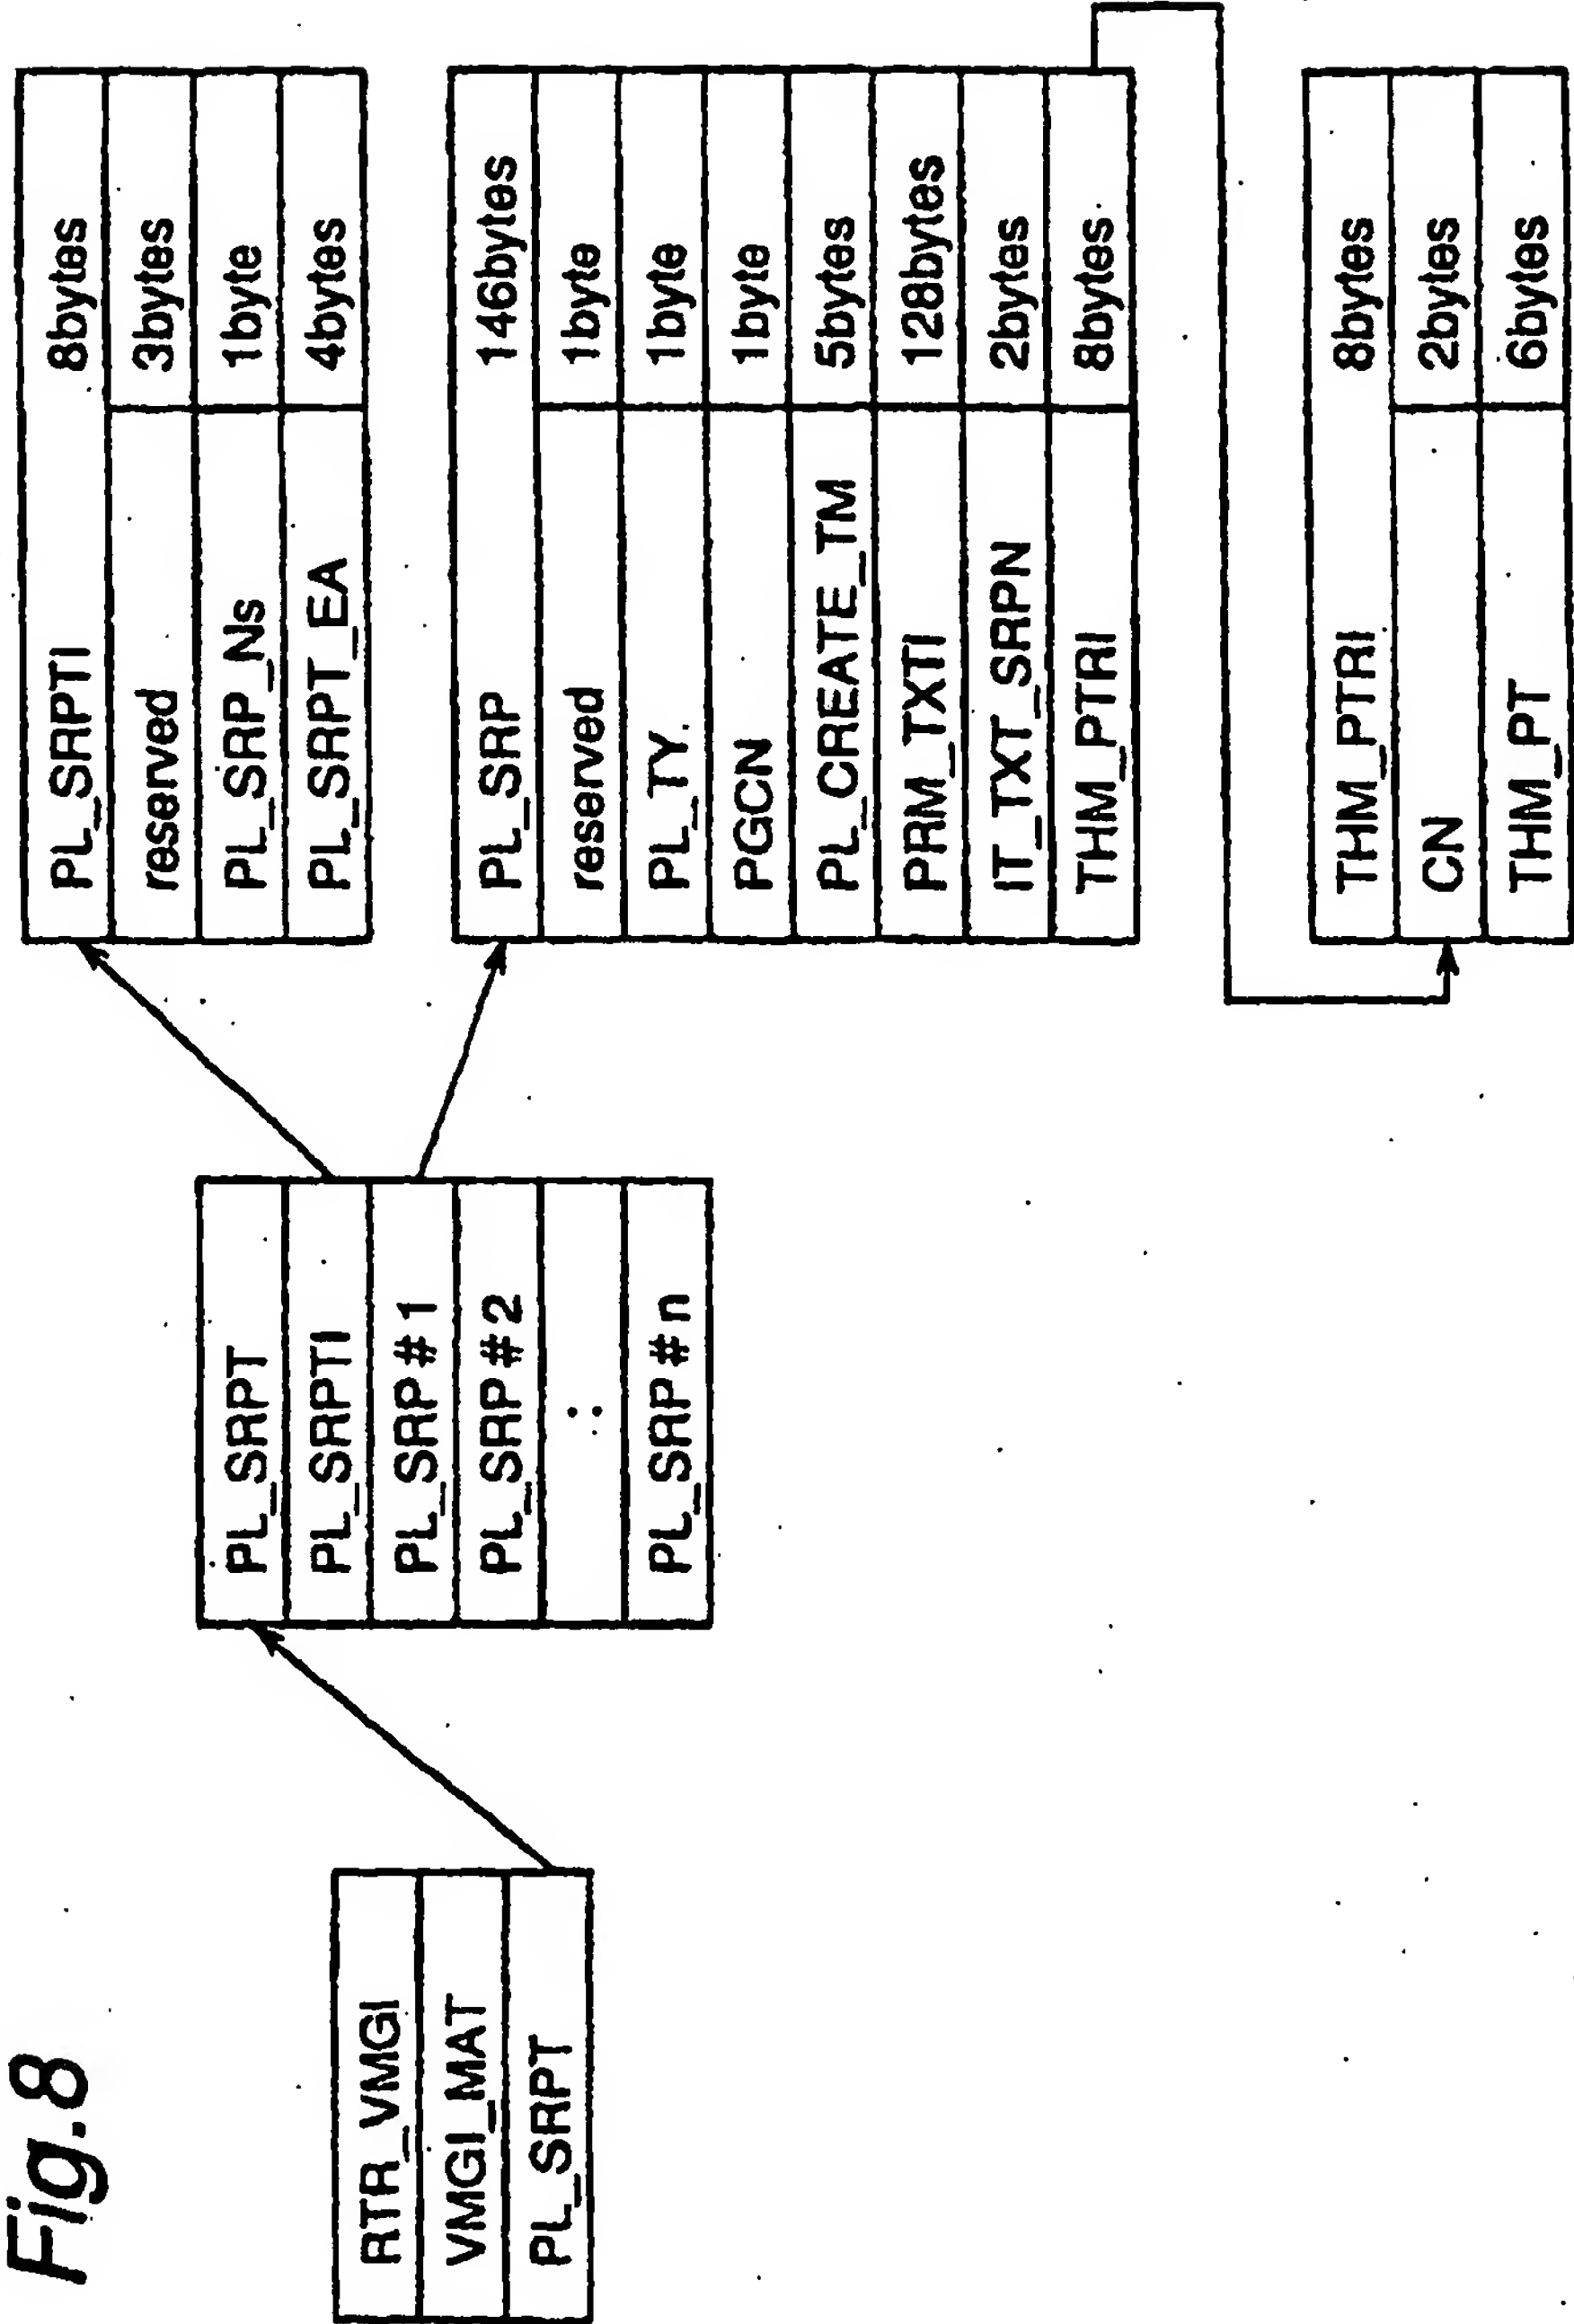 Fig.8
RTR_VMGI
VMGI_MAT
PL_SRPT
PL_SRPT
PL_SRPTI
PL_SRP#1
PL_SRP#2
:
PL_SRP#n
PL_SRPTI 8bytes
reserved 3bytes
PL_SRP_Ns 1byte
PL_SRPT_EA 4bytes
PL_SRP 146bytes
reserved 1byte
PL_TY 1byte
PGCN 1byte
PL_CREATE_TM 5bytes
PRM_TXTI 128bytes
IT_TXT_SRPN 2bytes
THM_PTRI 8bytes
THM_PTRI 8bytes
CN 2bytes
THM_PT 6bytes